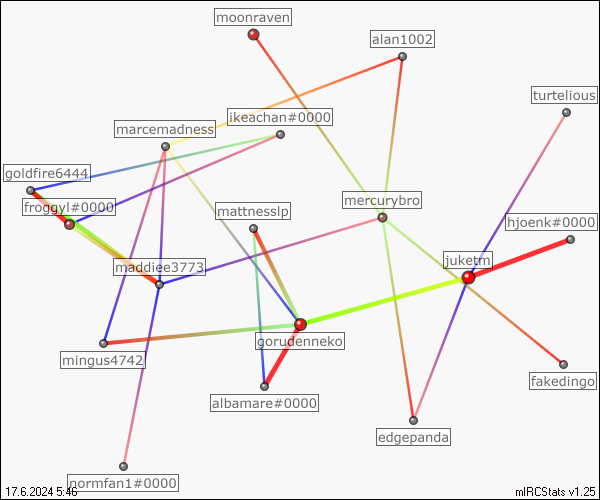 moonraven
alan1002
turtelious
ikeachan#0000
marcemadness
goldfire6444
froggyl#0000
mattnesslp
mercurybro
hjoenk#0000
juketrn
maddiee3773
gorudenneko
mingus4742
fakedingo
albamare#0000
edgepanda
normfan1#0000
17.6.2024 5:46
mIRCStats v1.25